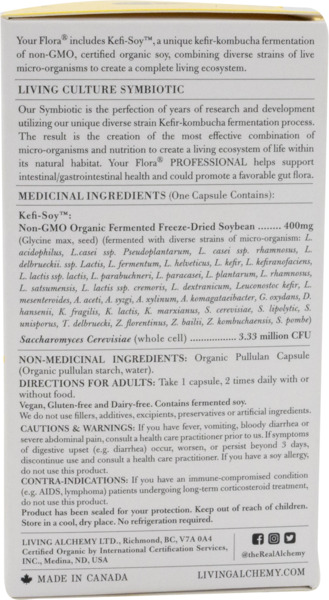 Your Flora® includes Kefi-Soy™, a unique kefir-kombucha fermentation
of non-GMO, certified organic soy, combining diverse strains of live
micro-organisms to create a complete living ecosystem.
LIVING CULTURE SYMBIOTIC
Our Symbiotic is the perfection of years of research and development
utilizing our unique diverse strain Kefir-kombucha fermentation process.
The result is the creation of the most effective combination of
micro-organisms and nutrition to create a living ecosystem of life within
its natural habitat. Your Flora® PROFESSIONAL helps support
intestinal/gastrointestinal health and could promote a favourable gut flora.
MEDICINAL INGREDIENTS (One Capsule Contains):
Kefi-Soy™:
Non-GMO Organic Fermented Freeze-Dried Soybean ........ 400mg
(Glycine max, seed) (fermented with diverse strains of micro-organism: L.
acidophilus, L.casei ssp. Pseudoplantarum, L. casei ssp. rhamnosus, L.
delbruecki. ssp. Lactis, L. fermentum, L. helveticus, L. kefir, L. kefiranofaciens,
L. lactis ssp. lactis, L. parabuchneri, L. paracasei, L. plantarum, L. rhamnosus,
L. satsumensis, L. lactis ssp. cremoris, L. dextranicum, Leuconostec kefir, L.
mesenteroides, A. aceti, A. syzgi, A. xylinum, A. komagataeibacter, G. oxydans, D.
hansenii, K. fragilis, K. lactis, K. marxianus, S. cerevisiae, S. lipolytic, S.
unisporus, T. delbruecki, Z. florentinus, Z. bailii, Z. kombuchaensis, S. pombe)
Saccharomyces Cerevisiae (whole cell) ................. 3.33 million CFU
NON-MEDICINAL INGREDIENTS: Organic Pullulan Capsule
(Organic pullulan starch, water).
DIRECTIONS FOR ADULTS: Take 1 capsule, 2 times daily with or
without food.
Vegan, Gluten-free and Dairy-free. Contains fermented soy.
We do not use fillers, additives, excipients, preservatives or artificial ingredients.
CAUTIONS & WARNINGS: If you have fever, vomiting, bloody diarrhea or
severe abdominal pain, consult a health care practitioner prior to us. If symptoms
of digestive upset (e.g. diarrhea) occur, worsen, or persist beyond 3 days,
discontinue use and consult a health care practitioner. If you have a soy allergy,
do not use this product.
CONTRA-INDICATIONS: If you have an immune-compromised condition
(e.g. AIDS, lymphoma) patients undergoing long-term corticosteroid treatment,
do not use this product.
Product has been sealed for your protection. Keep out of reach of children.
Store in a cool, dry place. No refrigeration required.
LIVING ALCHEMY LTD., Richmond, BC, V7A 0A4
Certified Organic by International Certification Services,
INC., Medina, ND, USA
@theRealAlchemy
MADE IN CANADA
LIVINGALCHEMY.COM